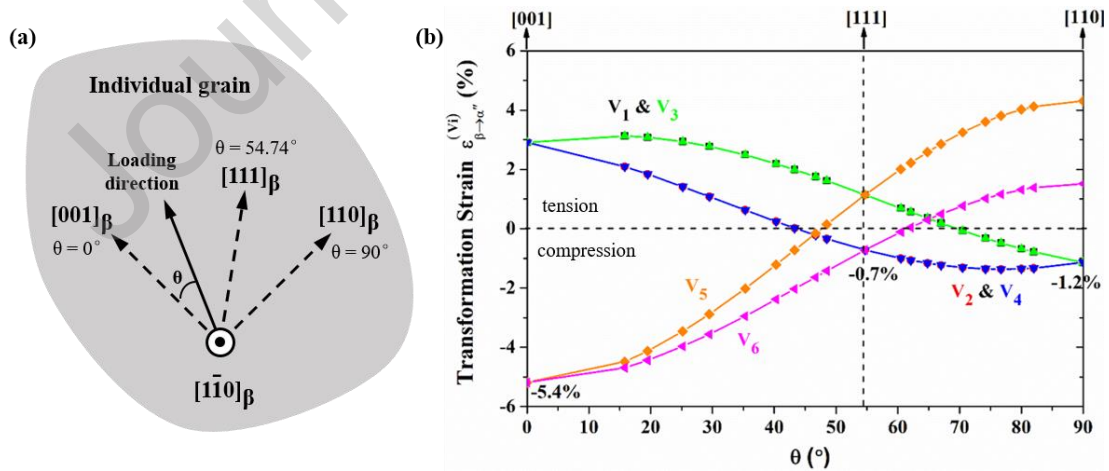 Journ
(a)
Individual grain
θ = 54.74°
Loading
direction
[111]β
[001]β
θ = 0°
[110]β
θ = 90°
θ
[11̄0]β
(b)
[001]
[111]
[110]
Transformation Strain ε(Vi)β→α″ (%)
6
4
2
0
-2
-4
-6
V1 & V3
tension
compression
V5
V6
-0.7%
V2 & V4
-1.2%
-5.4%
0 10 20 30 40 50 60 70 80 90
θ (°)